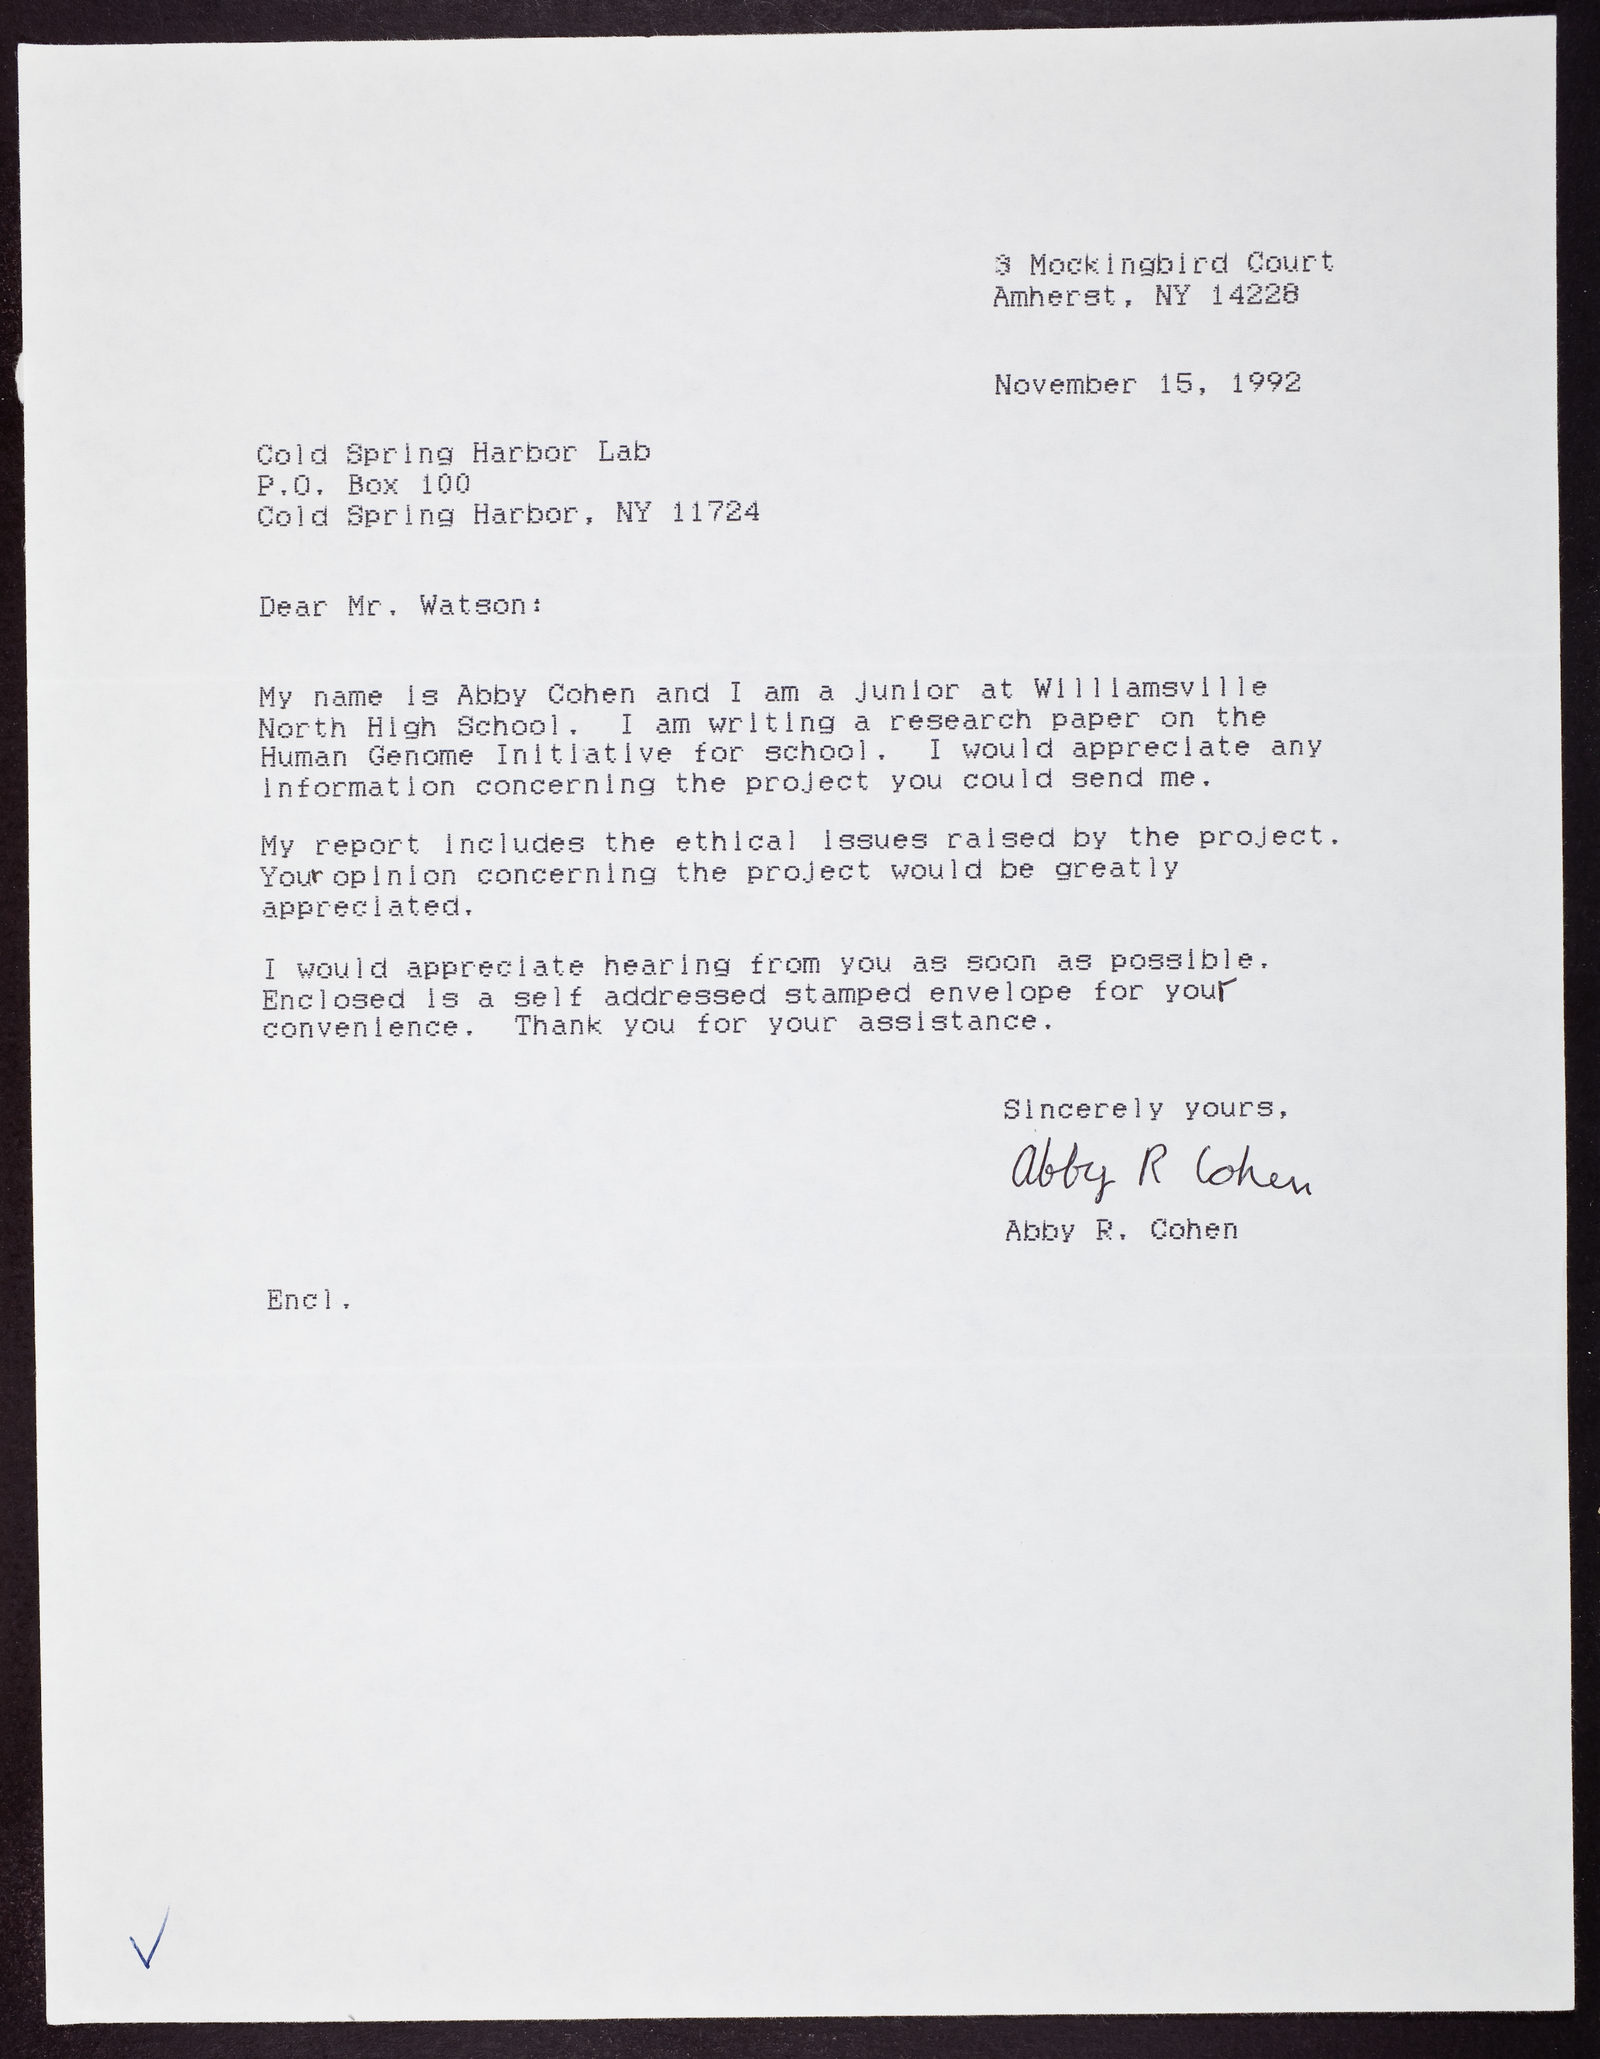 3 Mockingbird Court
Amherst, NY 14228
November 15, 1992
Cold Spring Harbor Lab
P.O. Box 100
Cold Spring Harbor, NY 11724
Dear Mr. Watson:
My name is Abby Cohen and I am a junior at Williamsville
North High School.  I am writing a research paper on the
Human Genome Initiative for school.  I would appreciate any
information concerning the project you could send me.
My report includes the ethical issues raised by the project.
Your opinion concerning the project would be greatly
appreciated.
I would appreciate hearing from you as soon as possible.
Enclosed is a self addressed stamped envelope for your
convenience.  Thank you for your assistance.
Sincerely yours,
Abby R Cohen
Abby R. Cohen
Encl.